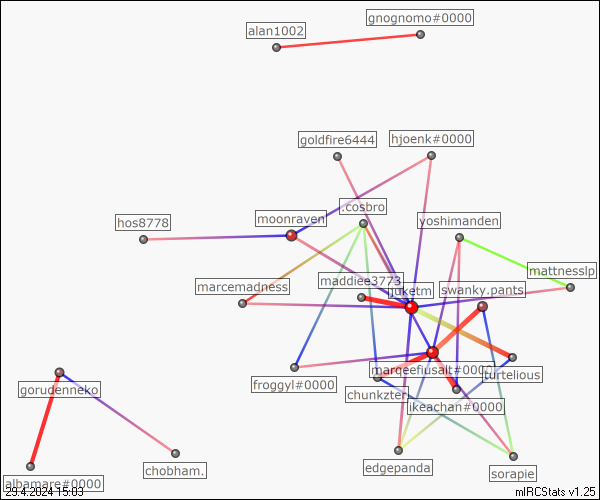 gnognomo#0000
alan1002
goldfire6444
hjoenk#0000
.cosbro
moonraven
hos8778
yoshimanden
mattnesslp
maddiee3773
juketm
swanky.pants
marcemadness
marqeefiusalt#0000
turtelious
froggyl#0000
gorudenneko
chunkzter
ikeachan#0000
edgepanda
chobham.
sorapie
albamare#0000
29.4.2024 15:03
mIRCStats v1.25